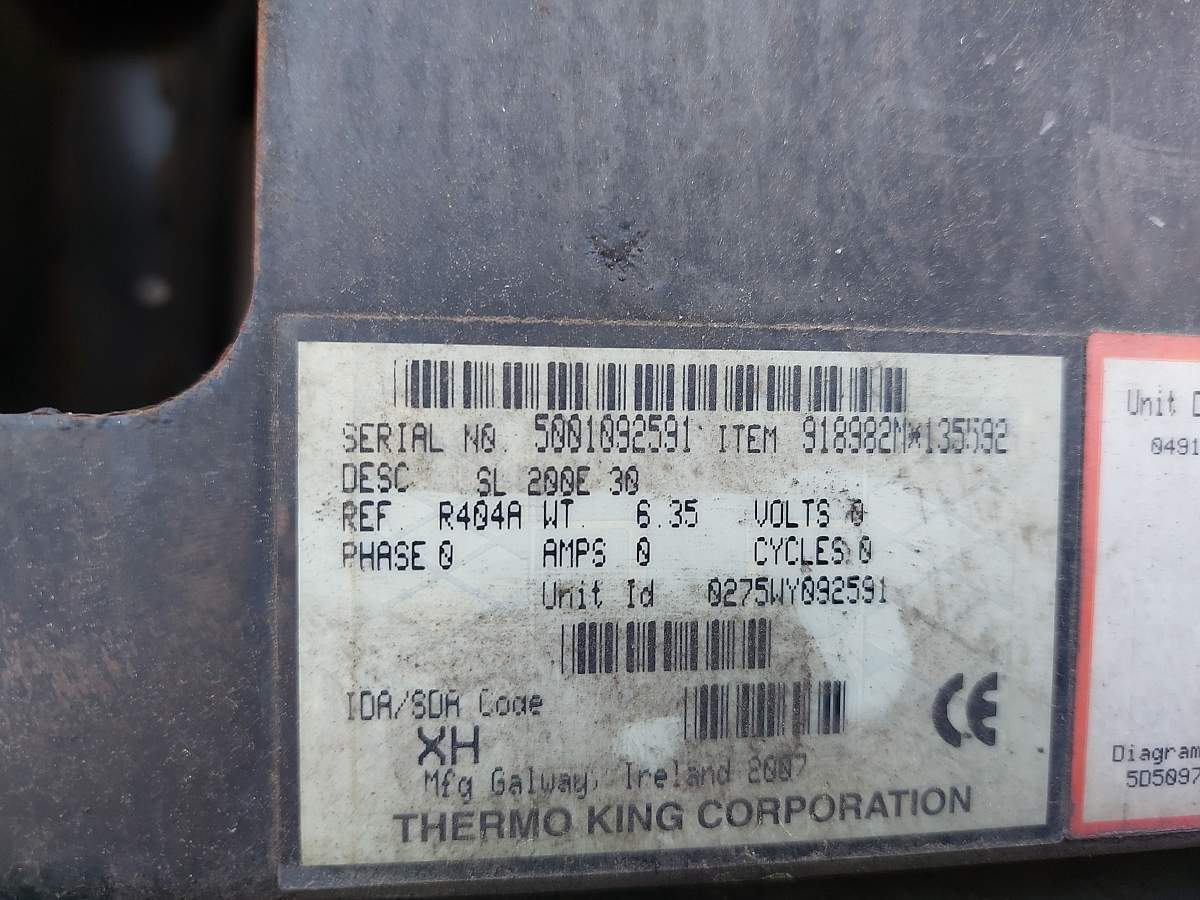 SERIAL NO. 5001092591 ITEM 918982M*135592
DESC SL 200E 30
REF. R404A WT. 6.35 VOLTS 0
PHASE 0 AMPS 0 CYCLES 0
Unit Id 0275WY092591
IDA/SDA Code
XH
CE
Mfg Galway, Ireland 2007
THERMO KING CORPORATION
Unit
0491
Diagram
5D5097